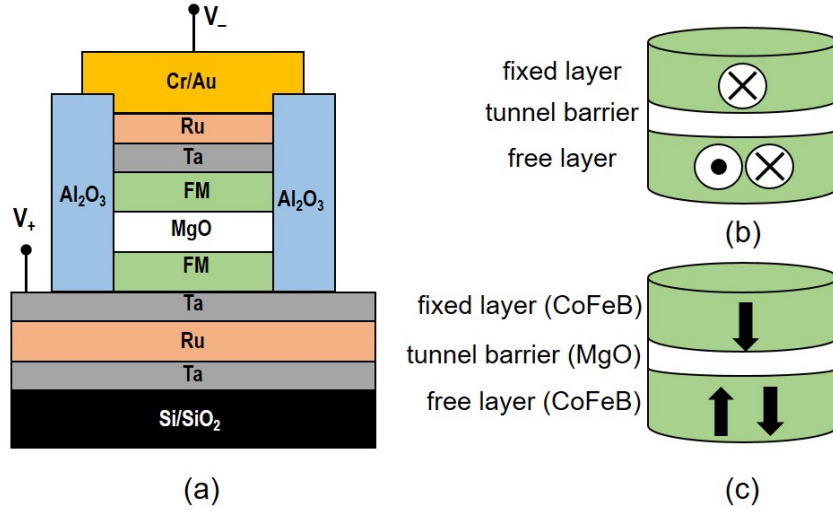 V–
Cr/Au
Ru
Ta
FM
Al2O3
MgO
Al2O3
FM
V+
Ta
Ru
Ta
Si/SiO2
(a)
fixed layer
tunnel barrier
free layer
(b)
fixed layer (CoFeB)
tunnel barrier (MgO)
free layer (CoFeB)
(c)